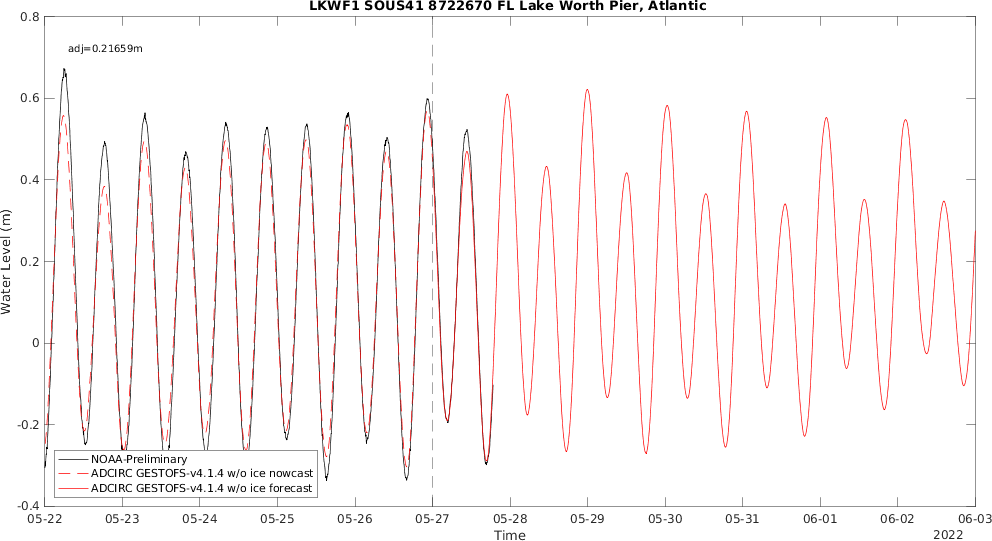 LKWF1 SOUS41 8722670 FL Lake Worth Pier, Atlantic
0.8
adj=0.21659m
0.6
0.4
0.2
0
-0.2
-0.4
Water Level (m)
NOAA-Preliminary
ADCIRC GESTOFS-v4.1.4 w/o ice nowcast
ADCIRC GESTOFS-v4.1.4 w/o ice forecast
05-22 05-23 05-24 05-25 05-26 05-27 05-28 05-29 05-30 05-31 06-01 06-02 06-03
Time
2022